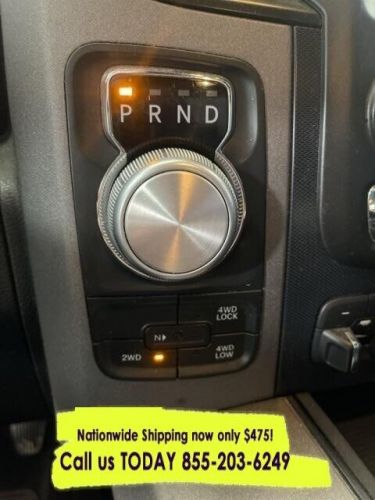 P R N D
4WD
LOCK
N
2WD
4WD
LOW
Nationwide Shipping now only $475!
Call us TODAY 855-203-6249